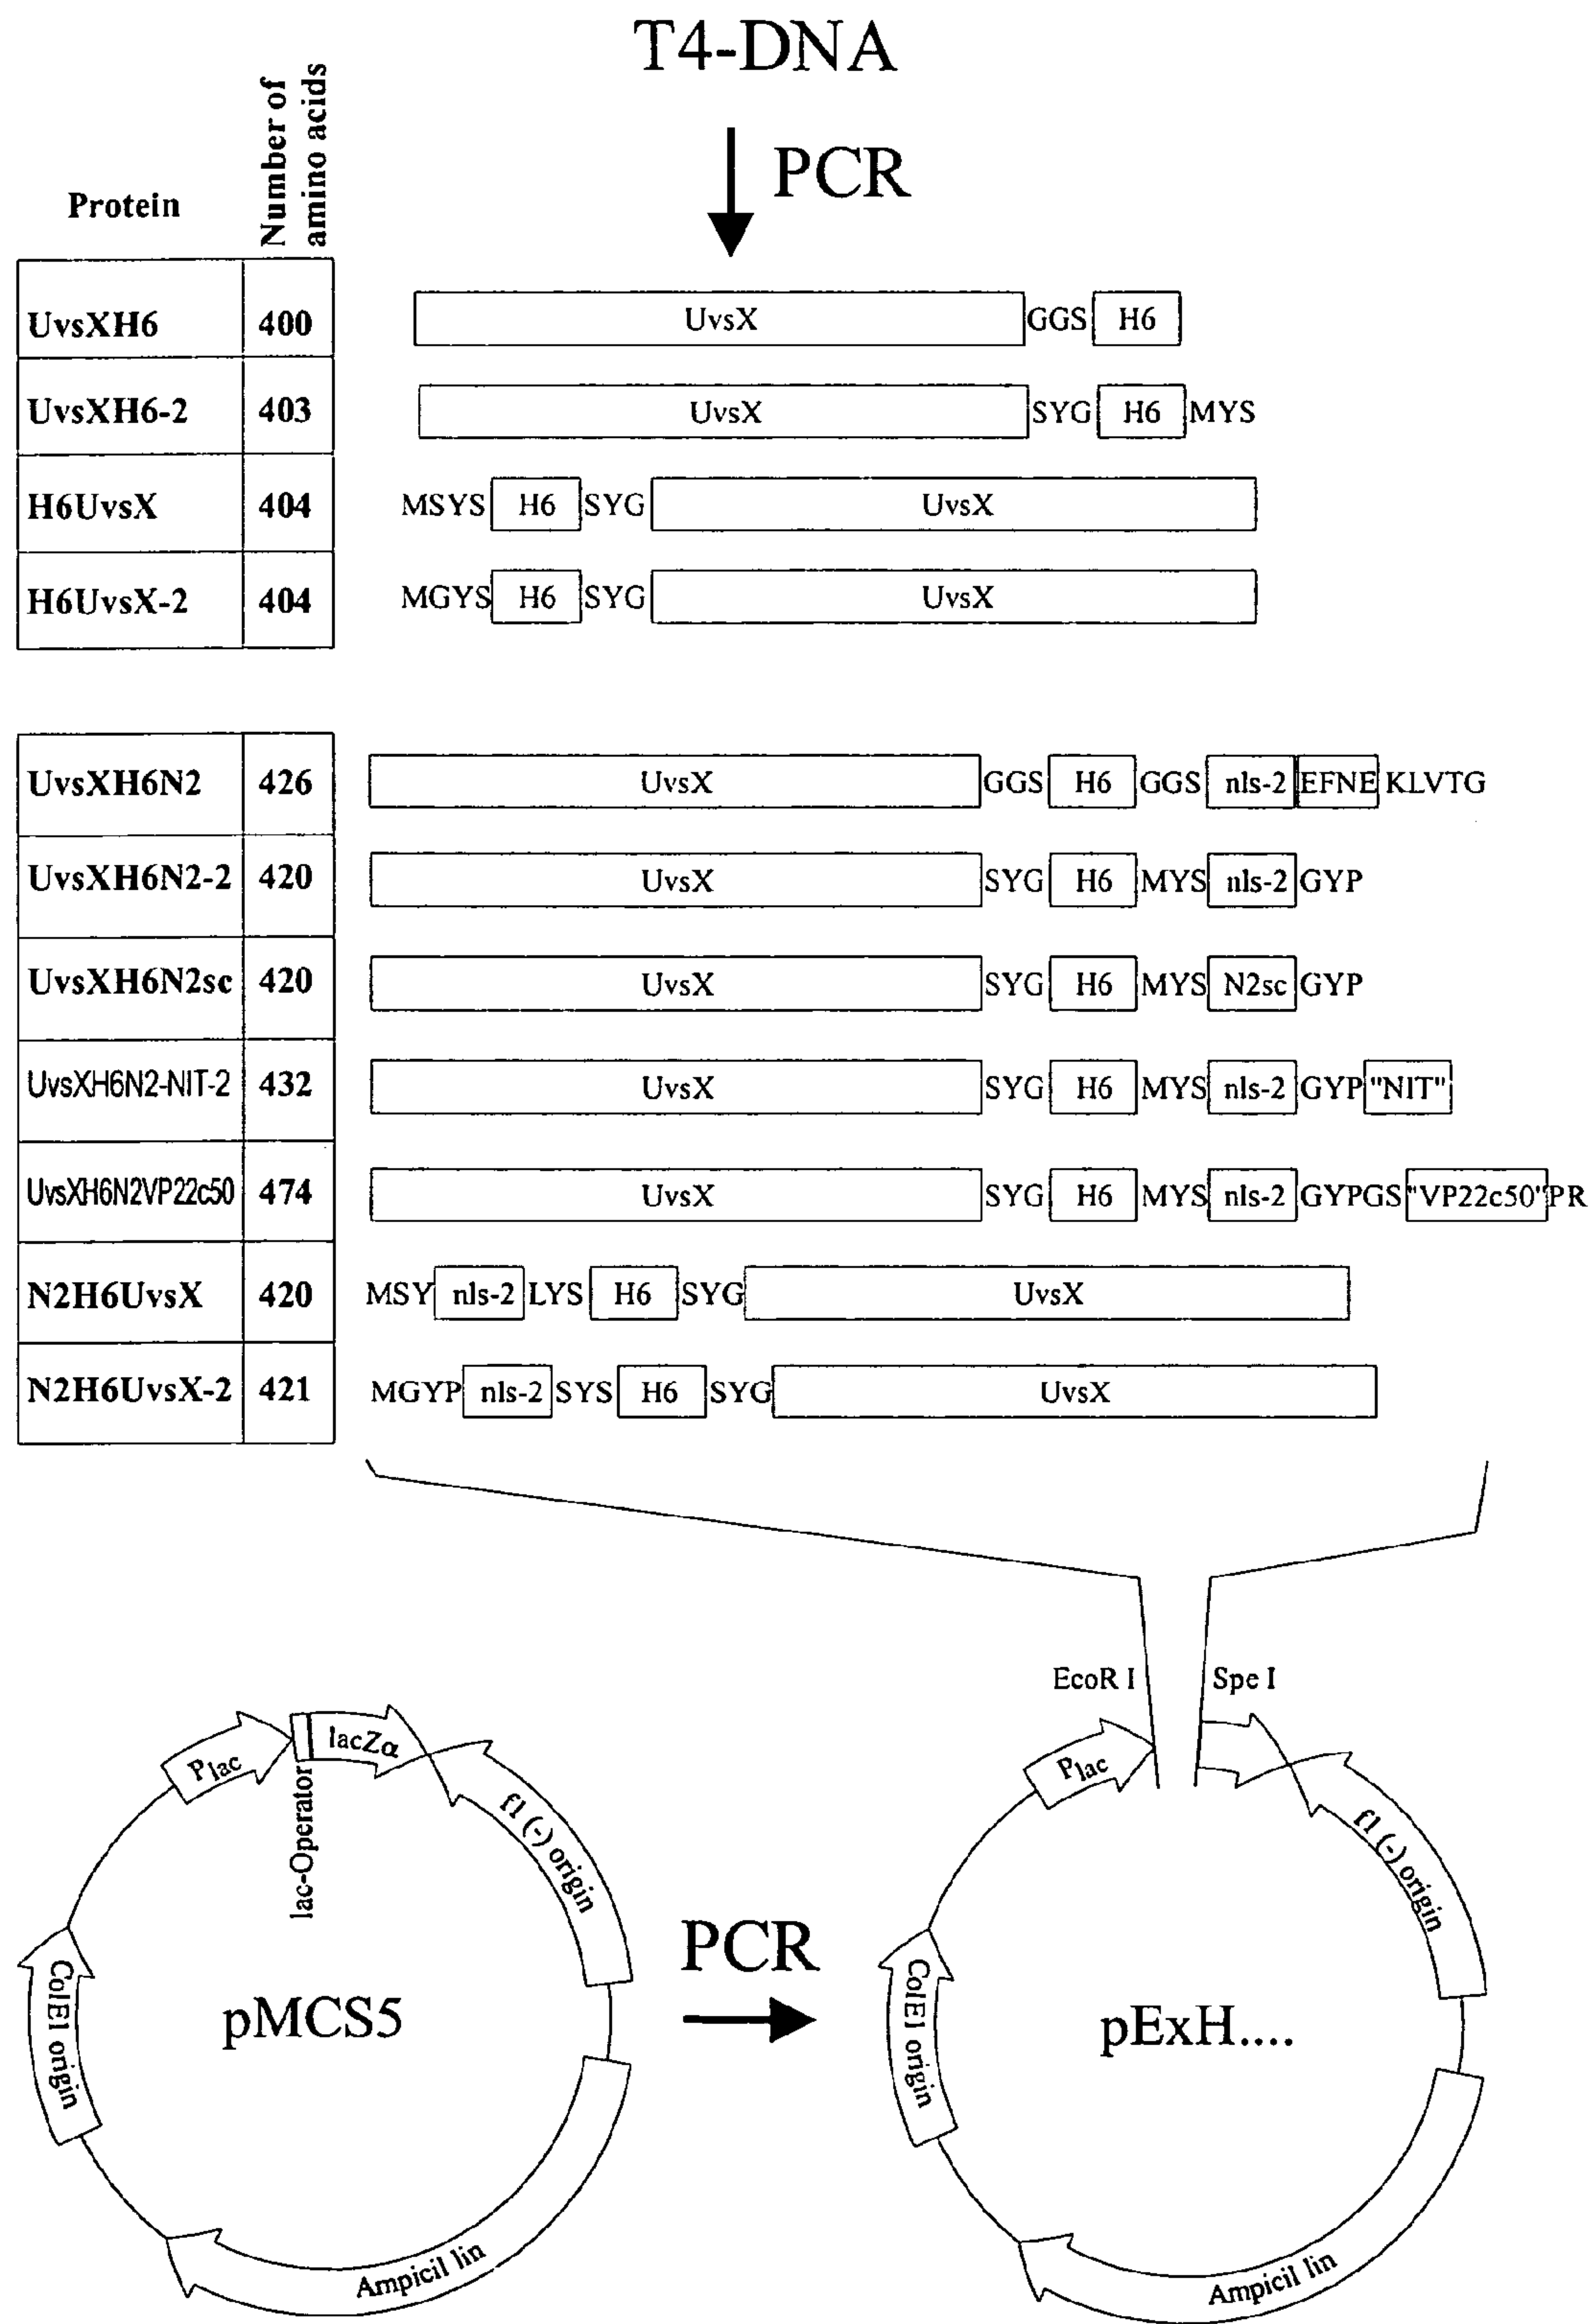 T4-DNA
PCR
Protein
Number of
amino acids
UvsXH6 400 UvsX GGS H6
UvsXH6-2 403 UvsX SYG H6 MYS
H6UvsX 404 MSYS H6 SYG UvsX
H6UvsX-2 404 MGYS H6 SYG UvsX
UvsXH6N2 426 UvsX GGS H6 GGS nls-2 EFNE KLVTG
UvsXH6N2-2 420 UvsX SYG H6 MYS nls-2 GYP
UvsXH6N2sc 420 UvsX SYG H6 MYS N2sc GYP
UvsXH6N2-NIT-2 432 UvsX SYG H6 MYS nls-2 GYP "NIT"
UvsXH6N2VP22c50 474 UvsX SYG H6 MYS nls-2 GYPGS "VP22c50" PR
N2H6UvsX 420 MSY nls-2 LYS H6 SYG UvsX
N2H6UvsX-2 421 MGYP nls-2 SYS H6 SYG UvsX
EcoR I Spe I
Plac
lac-Operator
lacZα
f1 (-) origin
ColE1 origin
pMCS5
Ampicil lin
PCR
Plac
f1 (-) origin
ColE1 origin
pExH....
Ampicil lin